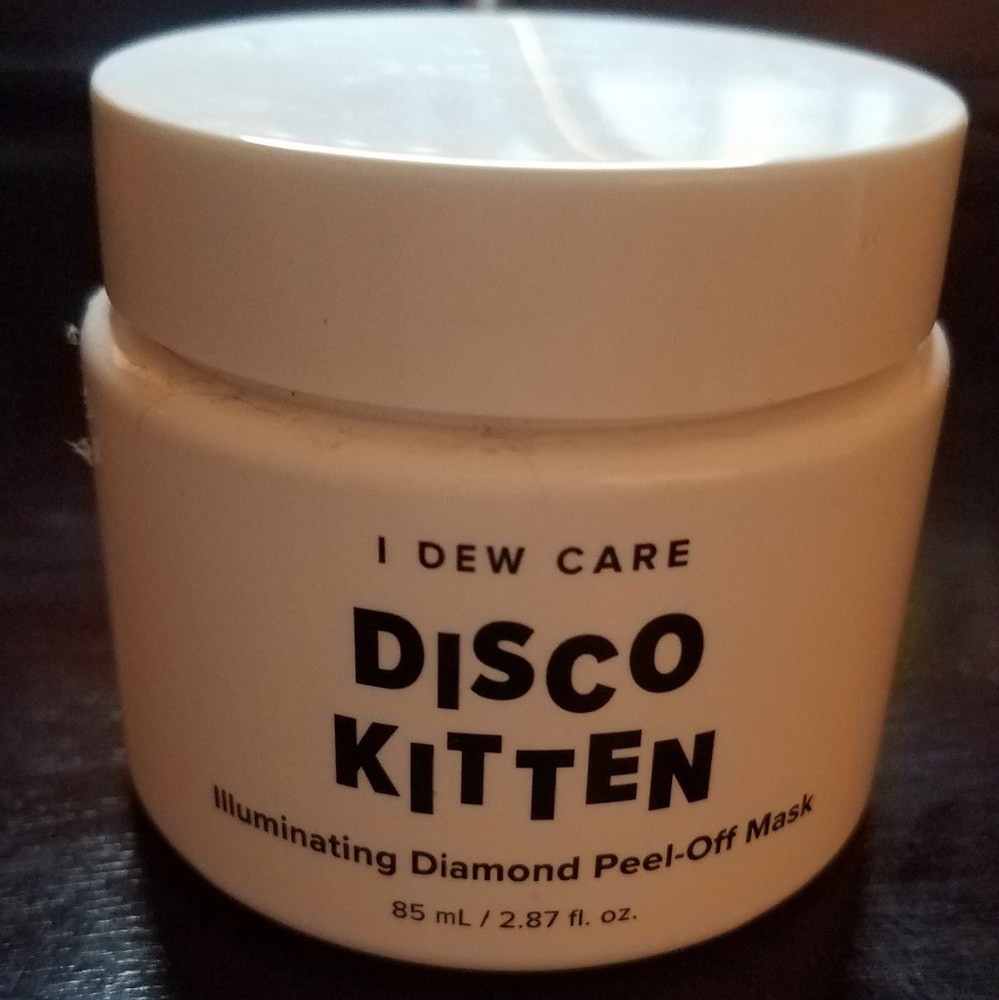 I DEW CARE
DISCO
KITTEN
Illuminating Diamond Peel-Off Mask
85 mL / 2.87 fl. oz.